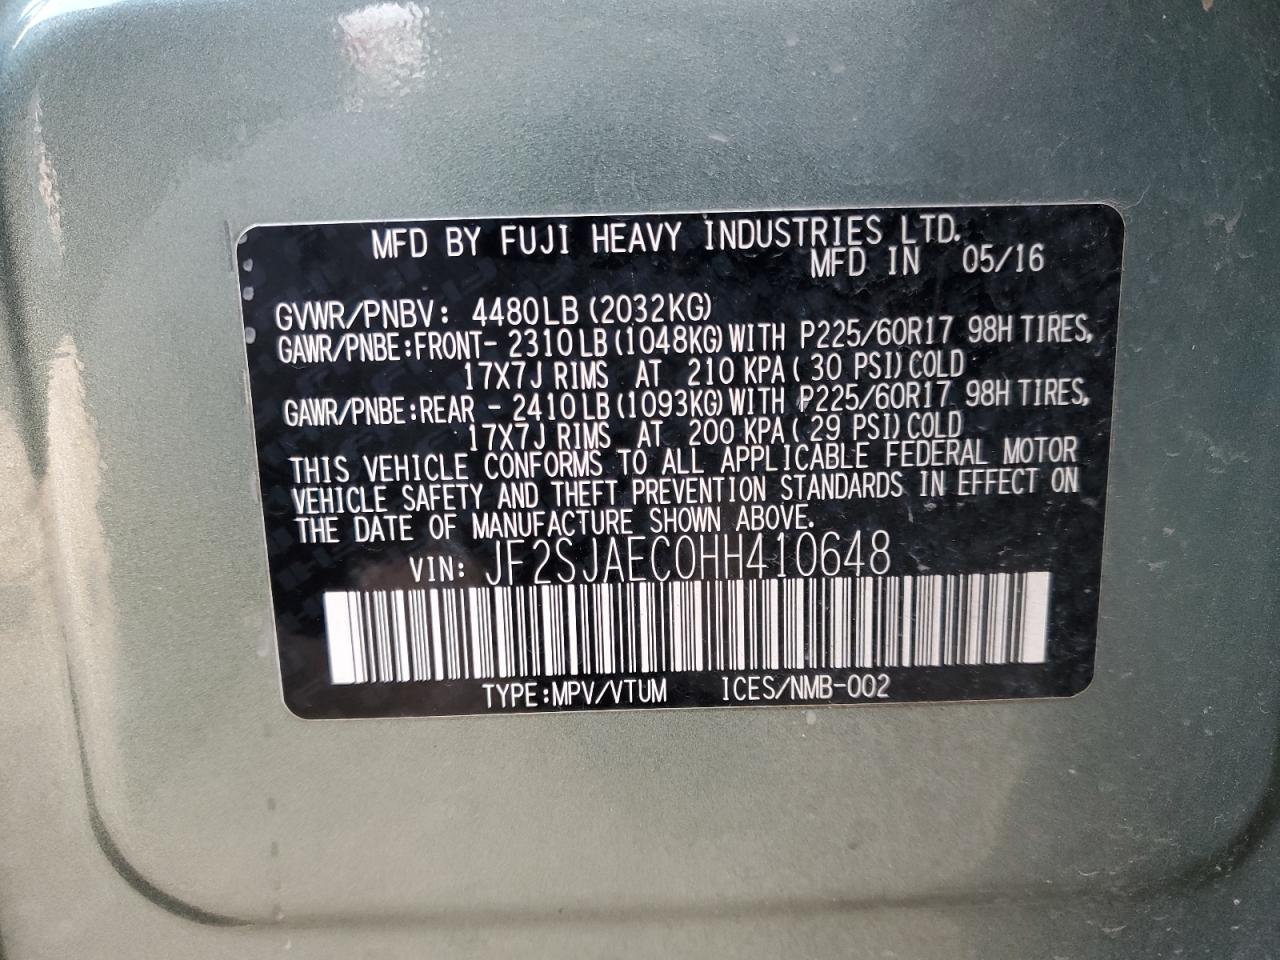 MFD BY FUJI HEAVY INDUSTRIES LTD.
MFD IN 05/16
GVWR/PNBV: 4480LB (2032KG)
GAWR/PNBE:FRONT- 2310LB (1048KG) WITH P225/60R17 98H TIRES,
17X7J RIMS AT 210 KPA ( 30 PSI) COLD
GAWR/PNBE:REAR - 2410LB (1093KG) WITH P225/60R17 98H TIRES,
17X7J RIMS AT 200 KPA ( 29 PSI) COLD
THIS VEHICLE CONFORMS TO ALL APPLICABLE FEDERAL MOTOR
VEHICLE SAFETY AND THEFT PREVENTION STANDARDS IN EFFECT ON
THE DATE OF MANUFACTURE SHOWN ABOVE.
VIN: JF2SJAEC0HH410648
TYPE:MPV/VTUM ICES/NMB-002